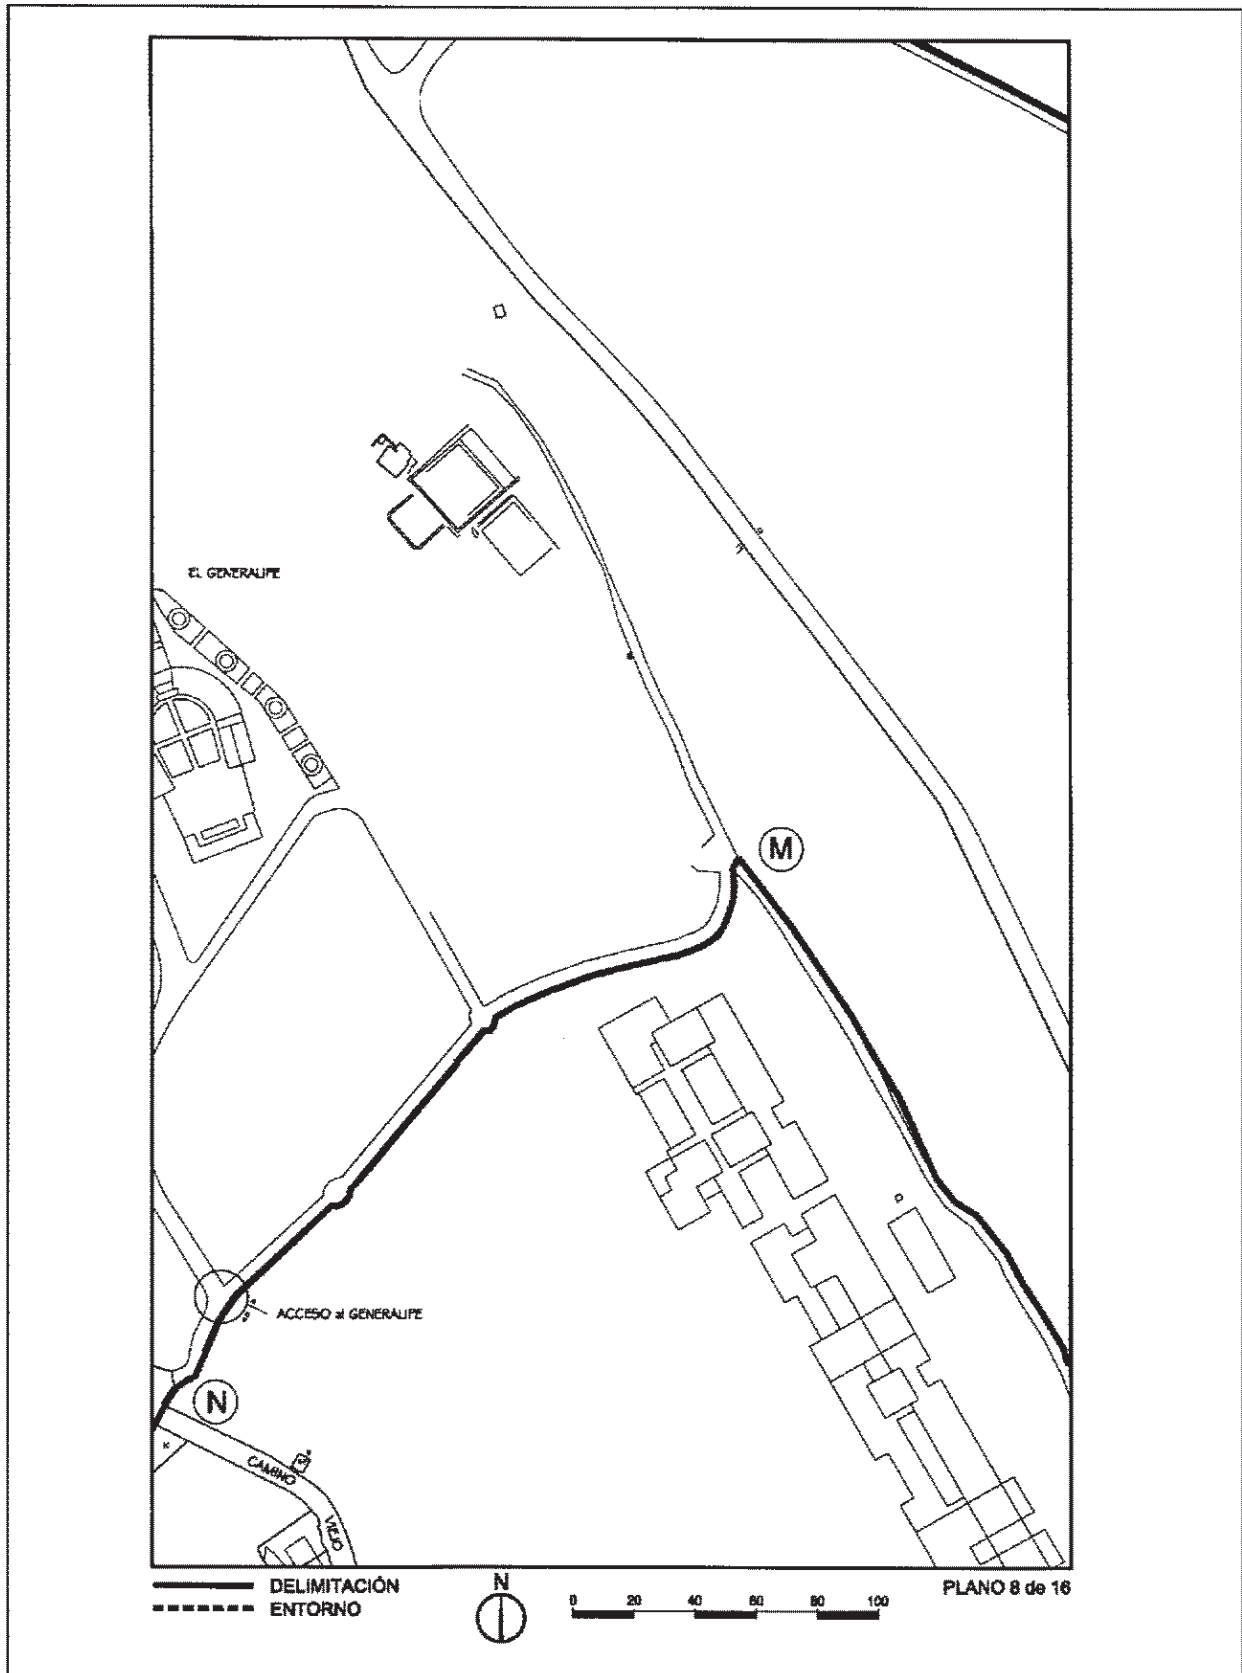 EL GENERALIFE
M
ACCESO al GENERALIFE
N
CAMINO
VIEJO
DELIMITACIÓN
ENTORNO
N
0 20 40 60 80 100
PLANO 8 de 16